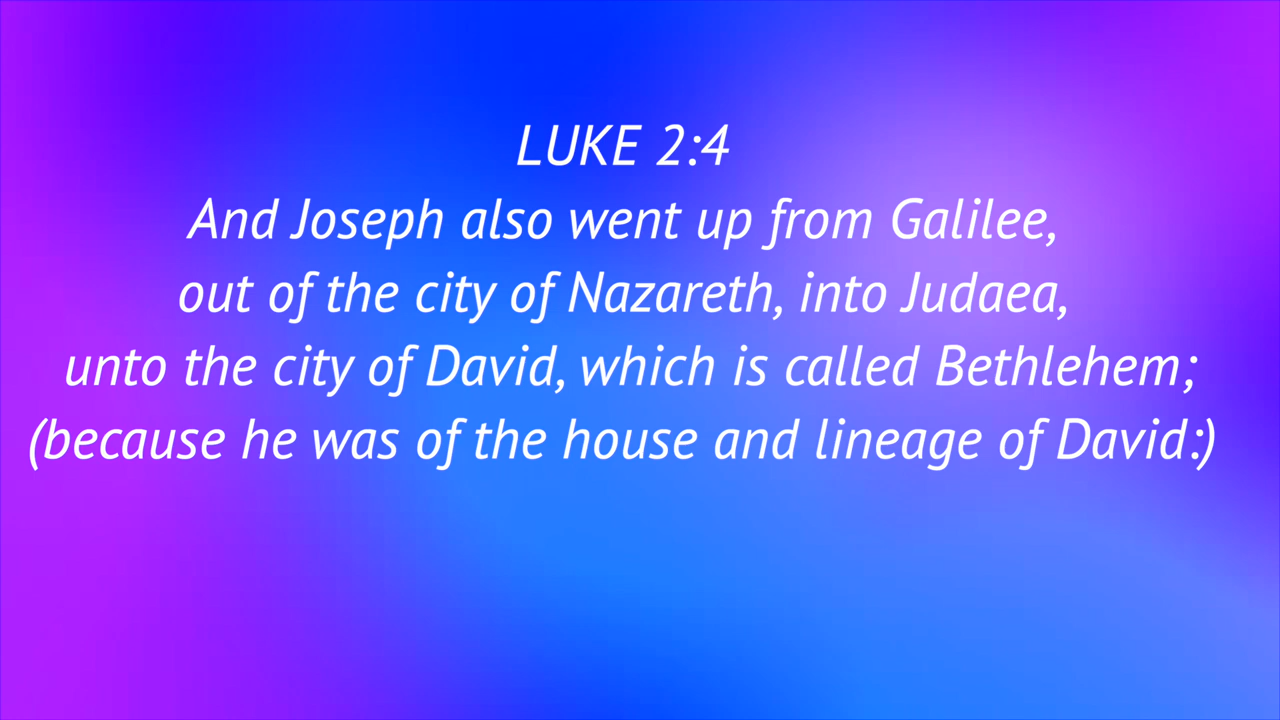 LUKE 2:4
And Joseph also went up from Galilee,
out of the city of Nazareth, into Judaea,
unto the city of David, which is called Bethlehem;
(because he was of the house and lineage of David:)